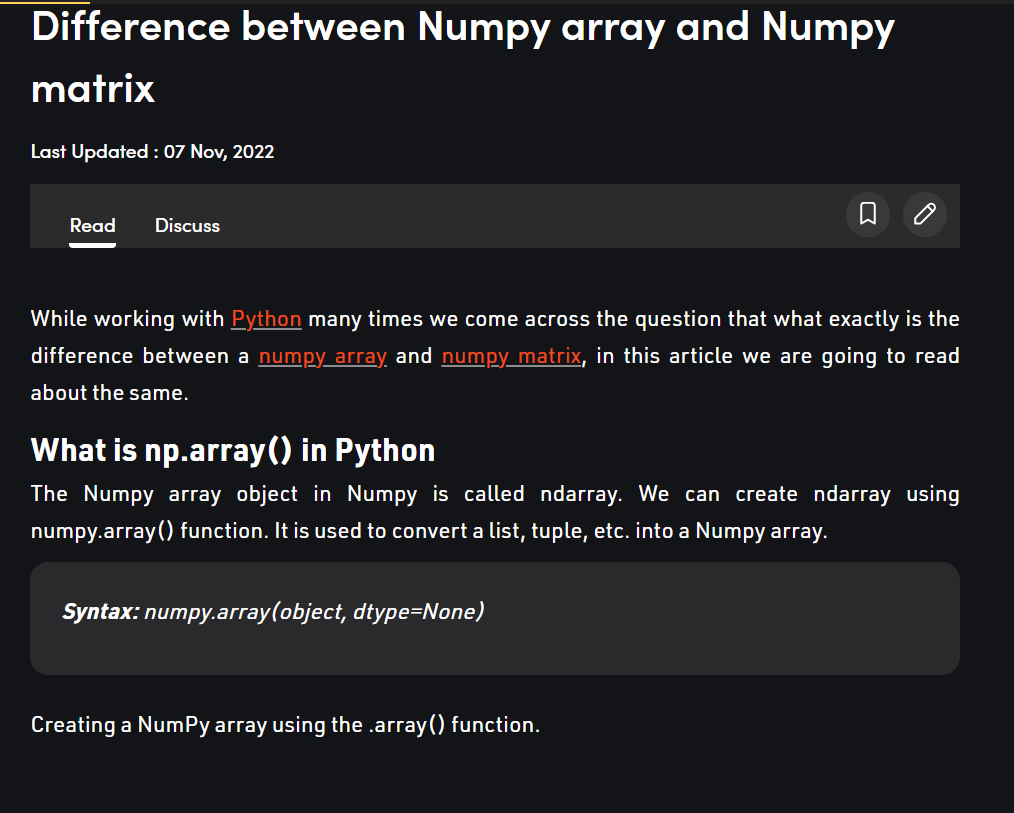 Difference between Numpy array and Numpy
matrix
Last Updated : 07 Nov, 2022
Read Discuss
While working with Python many times we come across the question that what exactly is the
difference between a numpy array and numpy matrix, in this article we are going to read
about the same.
What is np.array() in Python
The Numpy array object in Numpy is called ndarray. We can create ndarray using
numpy.array() function. It is used to convert a list, tuple, etc. into a Numpy array.
Syntax: numpy.array(object, dtype=None)
Creating a NumPy array using the .array() function.